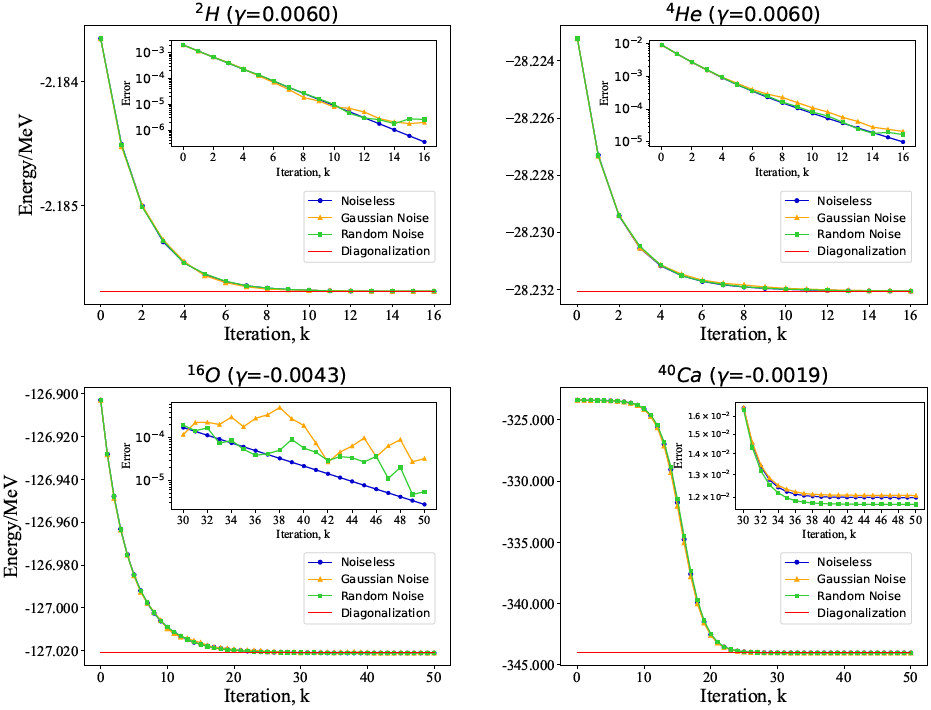 ²H (γ=0.0060)
Energy/MeV
-2.184
-2.185
0 2 4 6 8 10 12 14 16
Iteration, k
Error
10⁻³
10⁻⁴
10⁻⁵
10⁻⁶
0 2 4 6 8 10 12 14 16
Iteration, k
Noiseless
Gaussian Noise
Random Noise
Diagonalization
⁴He (γ=0.0060)
−28.224
−28.226
−28.228
−28.230
−28.232
0 2 4 6 8 10 12 14 16
Iteration, k
Error
10⁻²
10⁻³
10⁻⁴
10⁻⁵
0 2 4 6 8 10 12 14 16
Iteration, k
Noiseless
Gaussian Noise
Random Noise
Diagonalization
¹⁶O (γ=-0.0043)
Energy/MeV
-126.900
-126.920
-126.940
-126.960
-126.980
-127.000
-127.020
0 10 20 30 40 50
Iteration, k
Error
10⁻⁴
10⁻⁵
30 32 34 36 38 40 42 44 46 48 50
Iteration, k
Noiseless
Gaussian Noise
Random Noise
Diagonalization
⁴⁰Ca (γ=-0.0019)
-325.000
-330.000
-335.000
-340.000
-345.000
0 10 20 30 40 50
Iteration, k
Error
1.6 × 10⁻²
1.5 × 10⁻²
1.4 × 10⁻²
1.3 × 10⁻²
1.2 × 10⁻²
30 32 34 36 38 40 42 44 46 48 50
Iteration, k
Noiseless
Gaussian Noise
Random Noise
Diagonalization